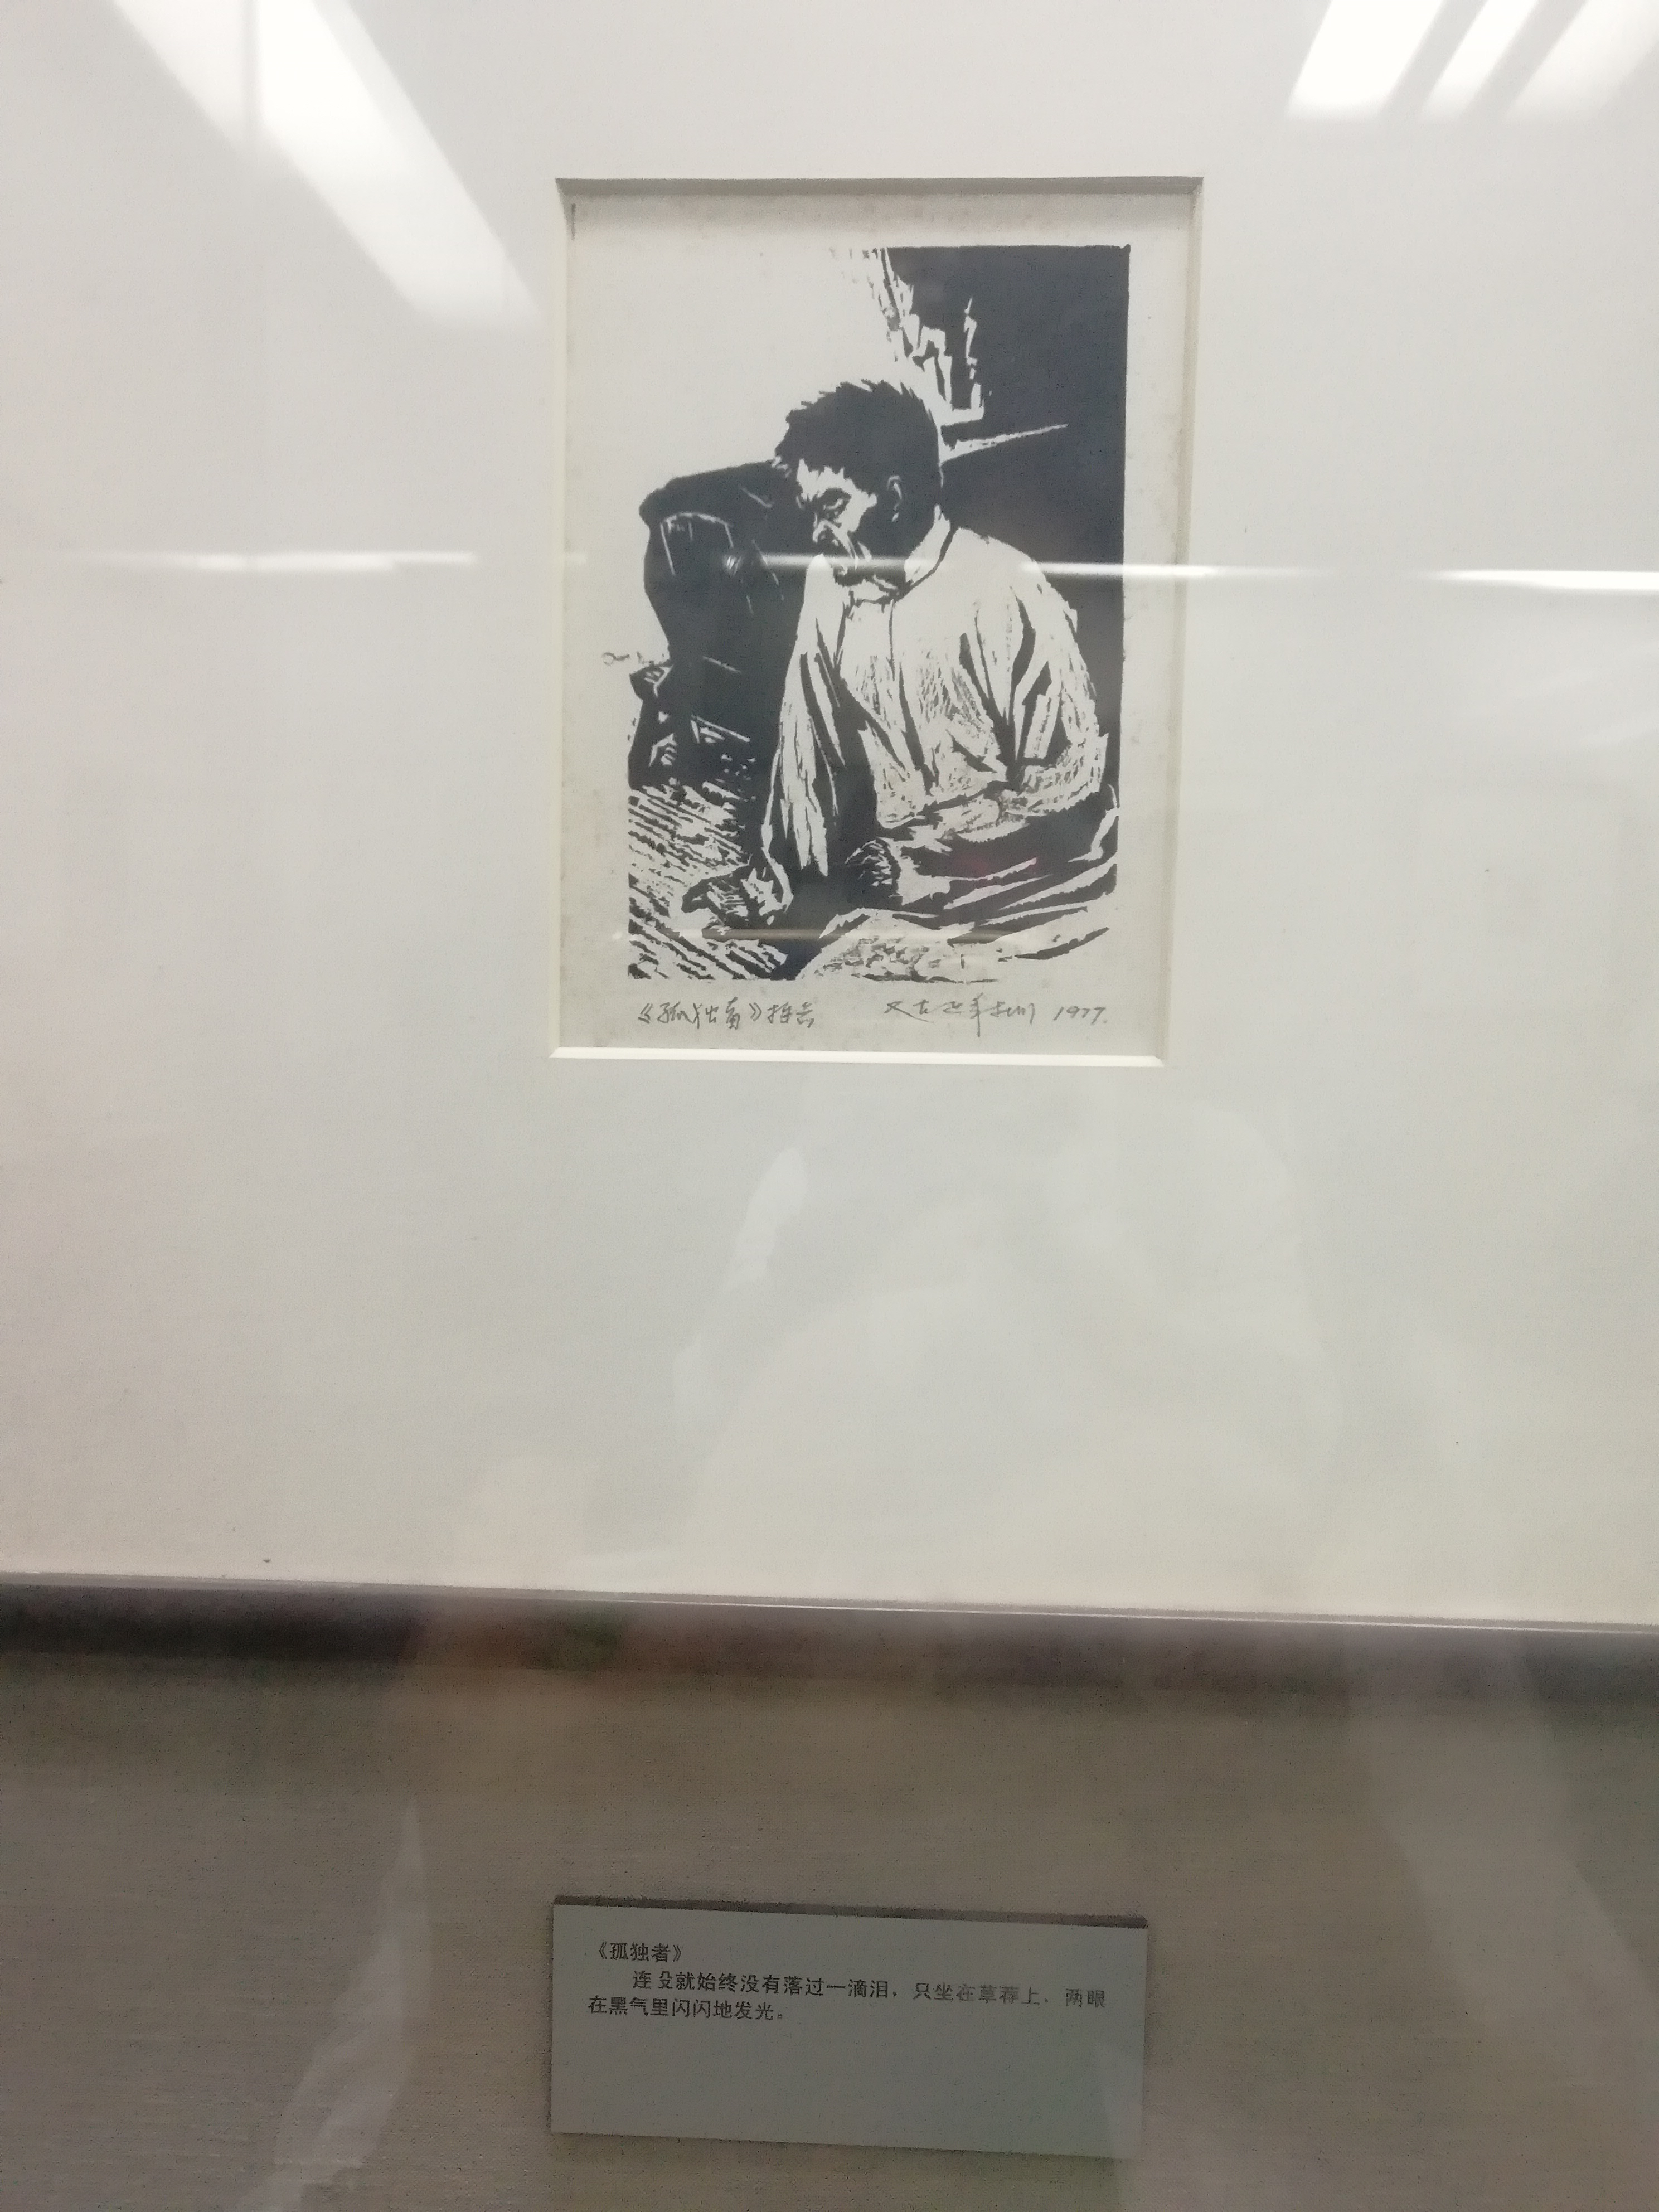 《孤独者》插图 1977.
《孤独者》
连殳就始终没有落过一滴泪，只坐在草荐上，两眼
在黑气里闪闪地发光。